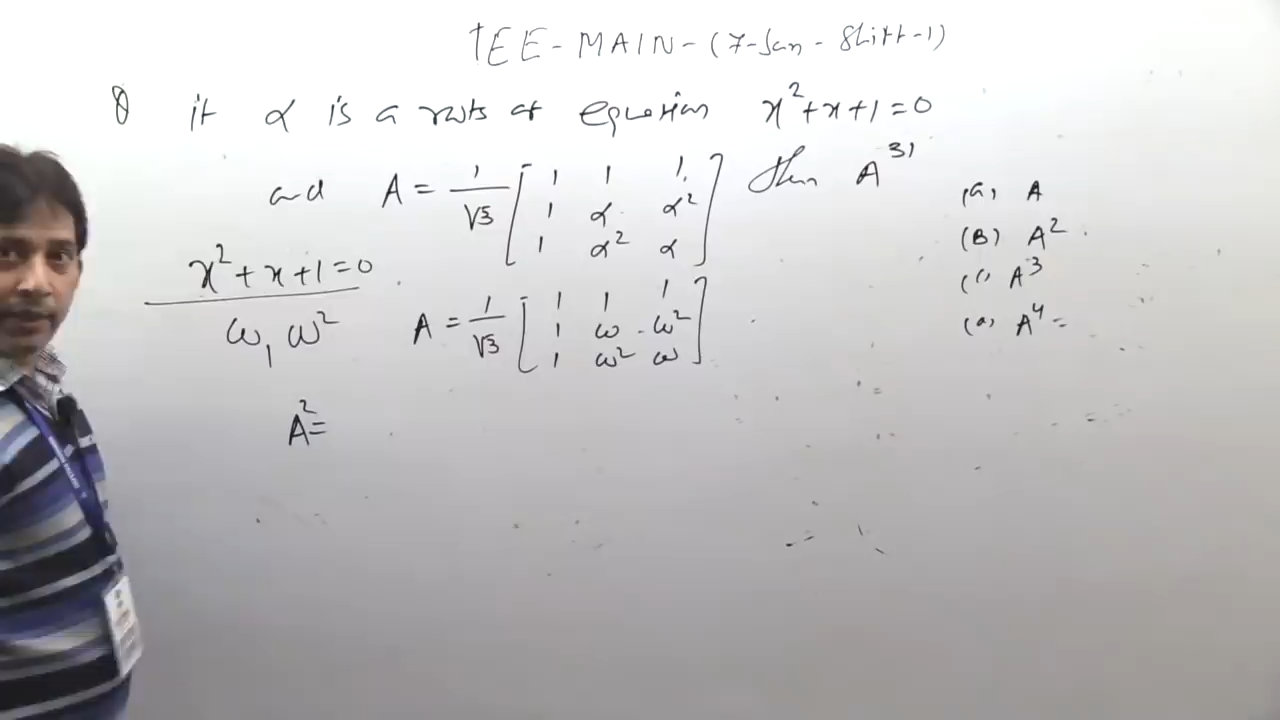 JEE-MAIN-(7-Jan-Shift-1)
Q if α is a roots of equation x²+x+1=0
and A = 1/√3 [1 1 1; 1 α α²; 1 α² α] then A³¹
(a) A
(B) A²
(C) A³
(d) A⁴ =
x²+x+1=0
ω, ω²
A = 1/√3 [1 1 1; 1 ω ω²; 1 ω² ω]
A² =